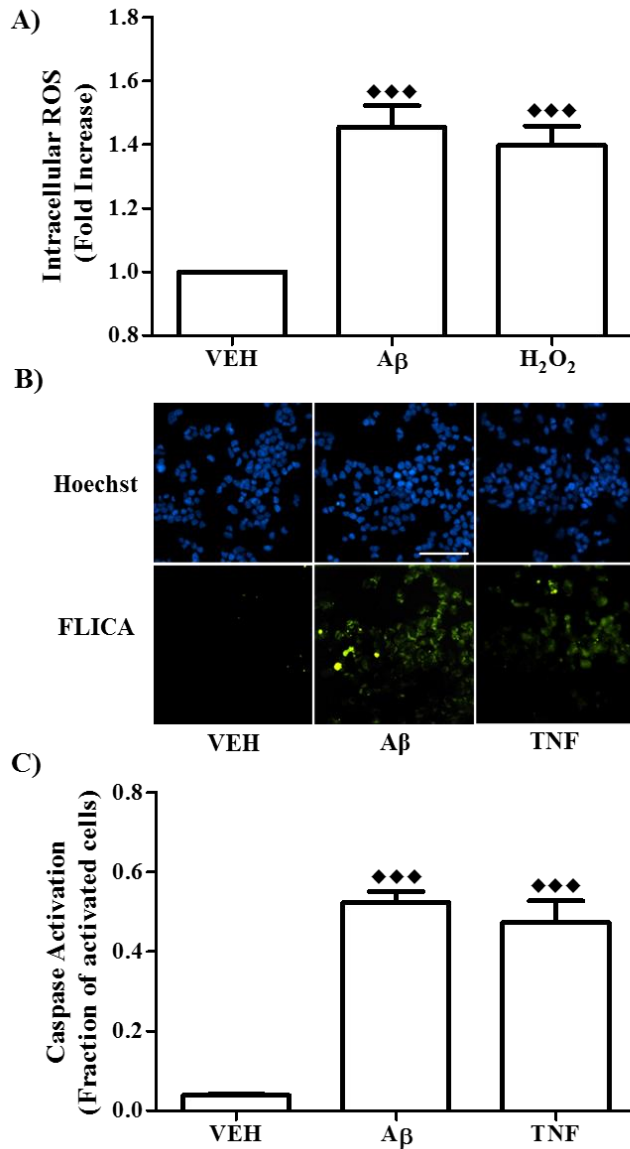 A)
1.8
1.6
1.4
1.2
1.0
0.8
Intracellular ROS
(Fold Increase)
◆◆◆
◆◆◆
VEH Aβ H₂O₂
B)
Hoechst
FLICA
VEH Aβ TNF
C)
0.8
0.6
0.4
0.2
0.0
Caspase Activation
(Fraction of activated cells)
◆◆◆
◆◆◆
VEH Aβ TNF